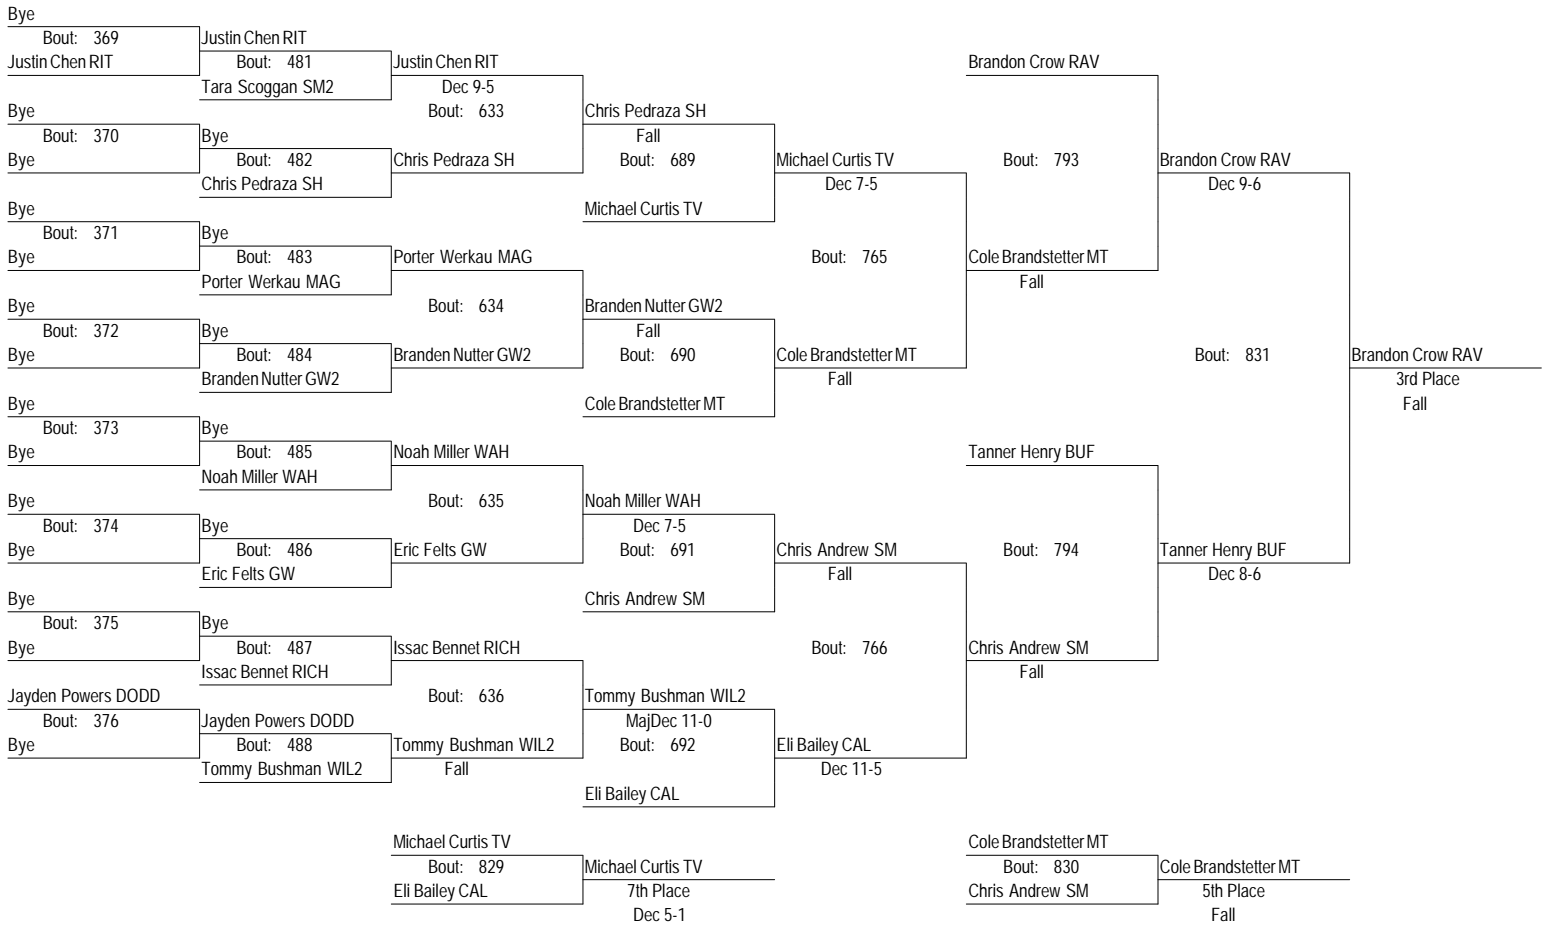 Bye
Bout: 369
Justin Chen RIT
Justin Chen RIT
Bout: 481
Tara Scoggan SM2
Justin Chen RIT
Dec 9-5
Bout: 633
Bye
Bout: 370
Bye
Bye
Bout: 482
Chris Pedraza SH
Chris Pedraza SH
Chris Pedraza SH
Fall
Bout: 689
Michael Curtis TV
Michael Curtis TV
Dec 7-5
Bye
Bout: 371
Bye
Bye
Bout: 483
Porter Werkau MAG
Porter Werkau MAG
Bout: 634
Bye
Bout: 372
Bye
Bye
Bout: 484
Branden Nutter GW2
Branden Nutter GW2
Branden Nutter GW2
Fall
Bout: 690
Cole Brandstetter MT
Cole Brandstetter MT
Fall
Bout: 765
Cole Brandstetter MT
Fall
Brandon Crow RAV
Bout: 793
Brandon Crow RAV
Dec 9-6
Bye
Bout: 373
Bye
Bye
Bout: 485
Noah Miller WAH
Noah Miller WAH
Bout: 635
Bye
Bout: 374
Bye
Bye
Bout: 486
Eric Felts GW
Eric Felts GW
Noah Miller WAH
Dec 7-5
Bout: 691
Chris Andrew SM
Chris Andrew SM
Fall
Bye
Bout: 375
Bye
Bye
Bout: 487
Issac Bennet RICH
Issac Bennet RICH
Bout: 636
Jayden Powers DODD
Bout: 376
Bye
Jayden Powers DODD
Bout: 488
Tommy Bushman WIL2
Tommy Bushman WIL2
Fall
Tommy Bushman WIL2
MajDec 11-0
Bout: 692
Eli Bailey CAL
Eli Bailey CAL
Dec 11-5
Bout: 766
Chris Andrew SM
Fall
Tanner Henry BUF
Bout: 794
Tanner Henry BUF
Dec 8-6
Bout: 831
Brandon Crow RAV
3rd Place
Fall
Michael Curtis TV
Bout: 829
Eli Bailey CAL
Michael Curtis TV
7th Place
Dec 5-1
Cole Brandstetter MT
Bout: 830
Chris Andrew SM
Cole Brandstetter MT
5th Place
Fall